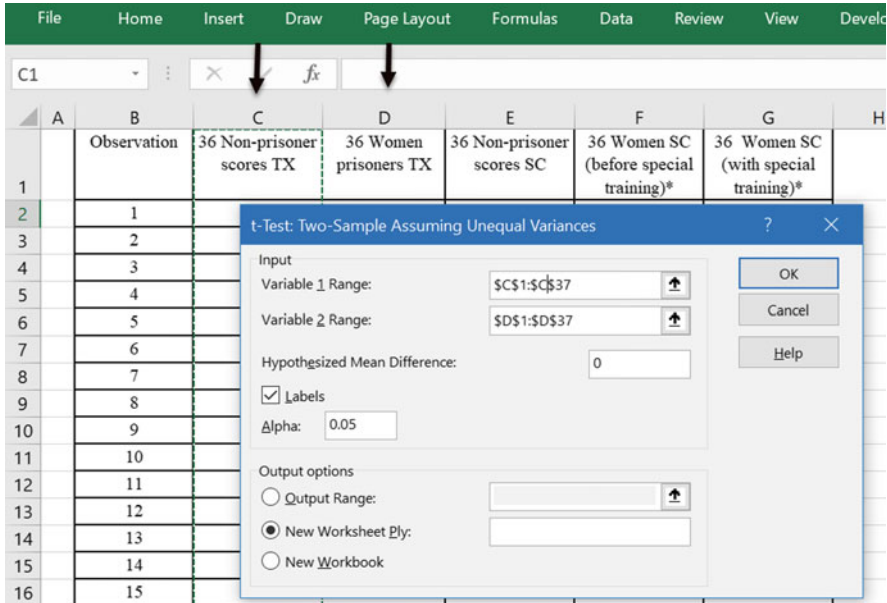 File Home Insert Draw Page Layout Formulas Data Review View Develo
C1 fx
A B C D E F G H
1 Observation 36 Non-prisoner scores TX 36 Women prisoners TX 36 Non-prisoner scores SC 36 Women SC (before special training)* 36 Women SC (with special training)*
2 1
3 2
4 3
5 4
6 5
7 6
8 7
9 8
10 9
11 10
12 11
13 12
14 13
15 14
16 15
t-Test: Two-Sample Assuming Unequal Variances ?
Input
Variable 1 Range: $C$1:$C$37
Variable 2 Range: $D$1:$D$37
Hypothesized Mean Difference: 0
Labels
Alpha: 0.05
Output options
Output Range:
New Worksheet Ply:
New Workbook
OK
Cancel
Help